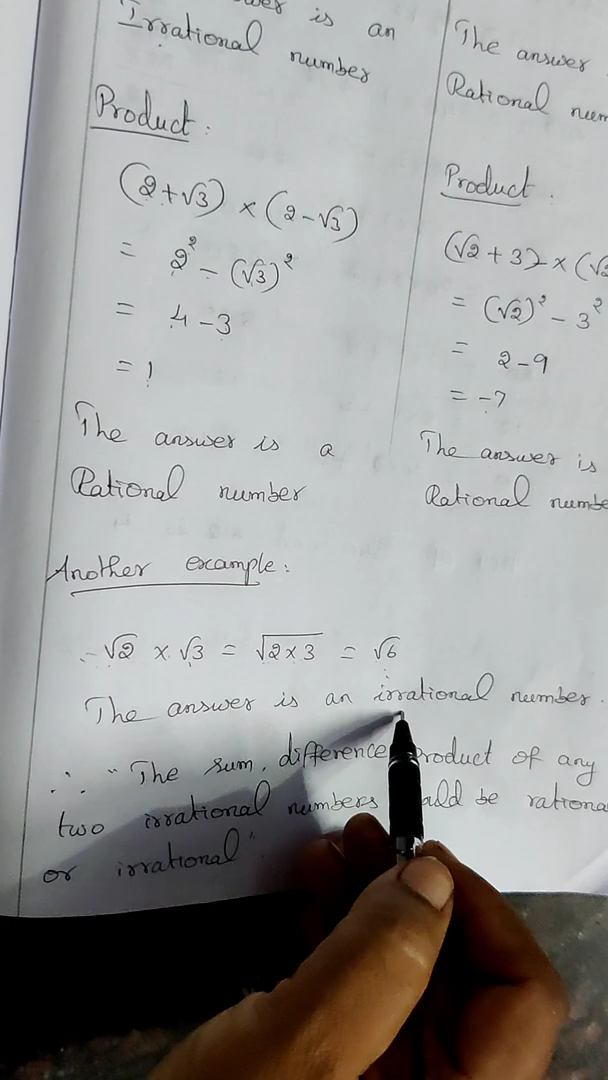 is an
Irrational number
Product:
(2+√3) × (2-√3)
= 2² - (√3)²
= 4 - 3
= 1
The answer is a
Rational number
The answer
Rational
Product.
(√2 + 3) × (√2
= (√2)² - 3²
= 2-9
= -7
The answer is
Rational
Another example:
√2 × √3 = √2×3 = √6
The answer is an irrational number.
∴ "The sum, difference product of any
two irrational numbers be
or irrational"